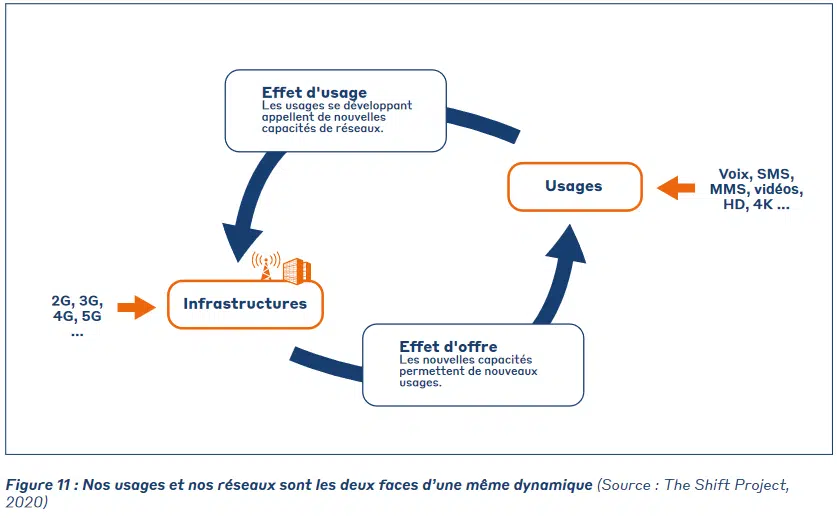 Effet d'usage
Les usages se développant
appellent de nouvelles
capacités de réseaux.
Usages
Voix, SMS,
MMS, vidéos,
HD, 4K ...
Infrastructures
2G, 3G,
4G, 5G
...
Effet d'offre
Les nouvelles capacités
permettent de nouveaux
usages.
Figure 11 : Nos usages et nos réseaux sont les deux faces d'une même dynamique (Source : The Shift Project,
2020)